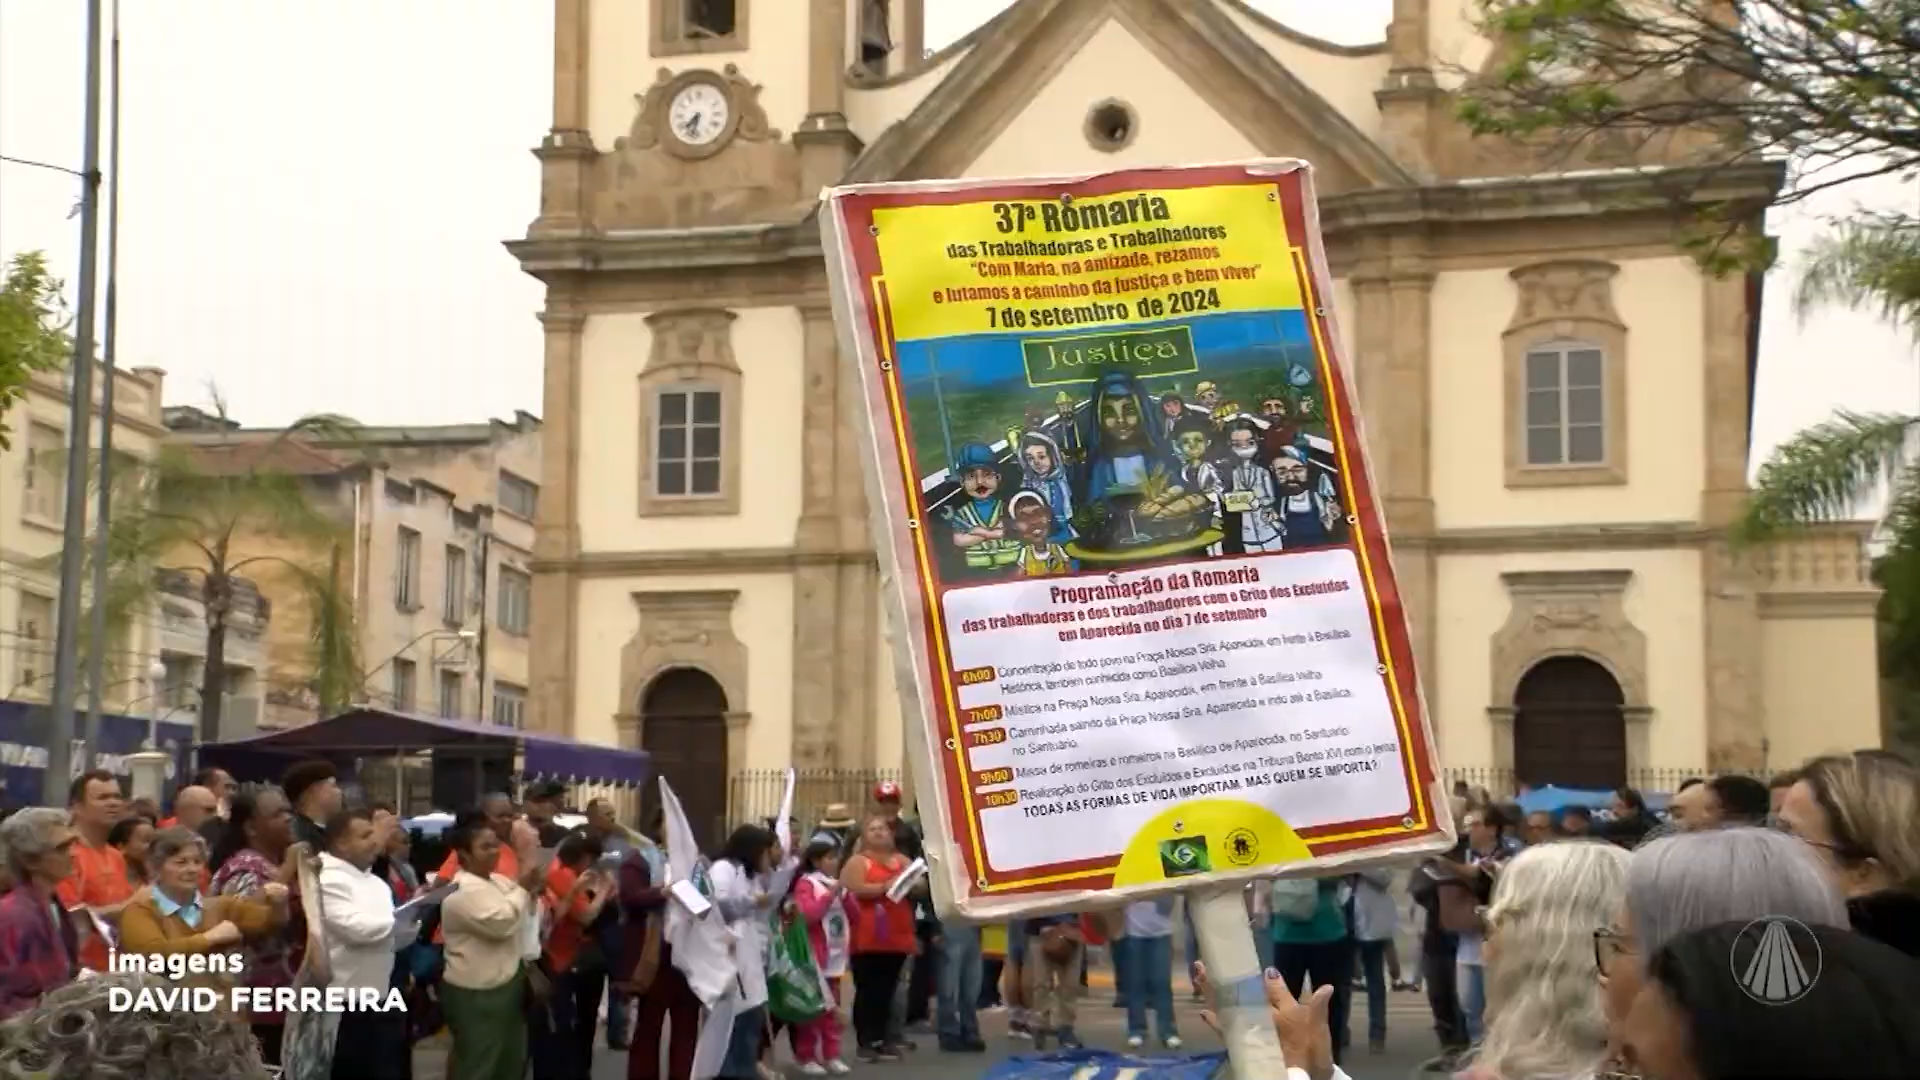 37ª Romaria
das Trabalhadoras e Trabalhadores
"Com Maria, na amizade, rezamos
e lutamos a caminho da justiça e bem viver"
7 de setembro de 2024
Justiça
SUS
Programação da Romaria
das trabalhadoras e dos trabalhadores com o Grito dos Excluídos
em Aparecida no dia 7 de setembro
6h00 Concentração de todo povo na Praça Nossa Sra. Aparecida, em frente à Basílica
Histórica, também conhecida como Basílica Velha
7h00 Mística na Praça Nossa Sra. Aparecida, em frente à Basílica Velha
7h30 Caminhada saindo da Praça Nossa Sra. Aparecida e indo até a Basílica,
no Santuário.
9h00 Missa de romeiras e romeiros na Basílica de Aparecida, no Santuário.
10h30 Realização do Grito dos Excluídos e Excluídas na Tribuna Bento XVI com o lema:
TODAS AS FORMAS DE VIDA IMPORTAM. MAS QUEM SE IMPORTA?
imagens
DAVID FERREIRA